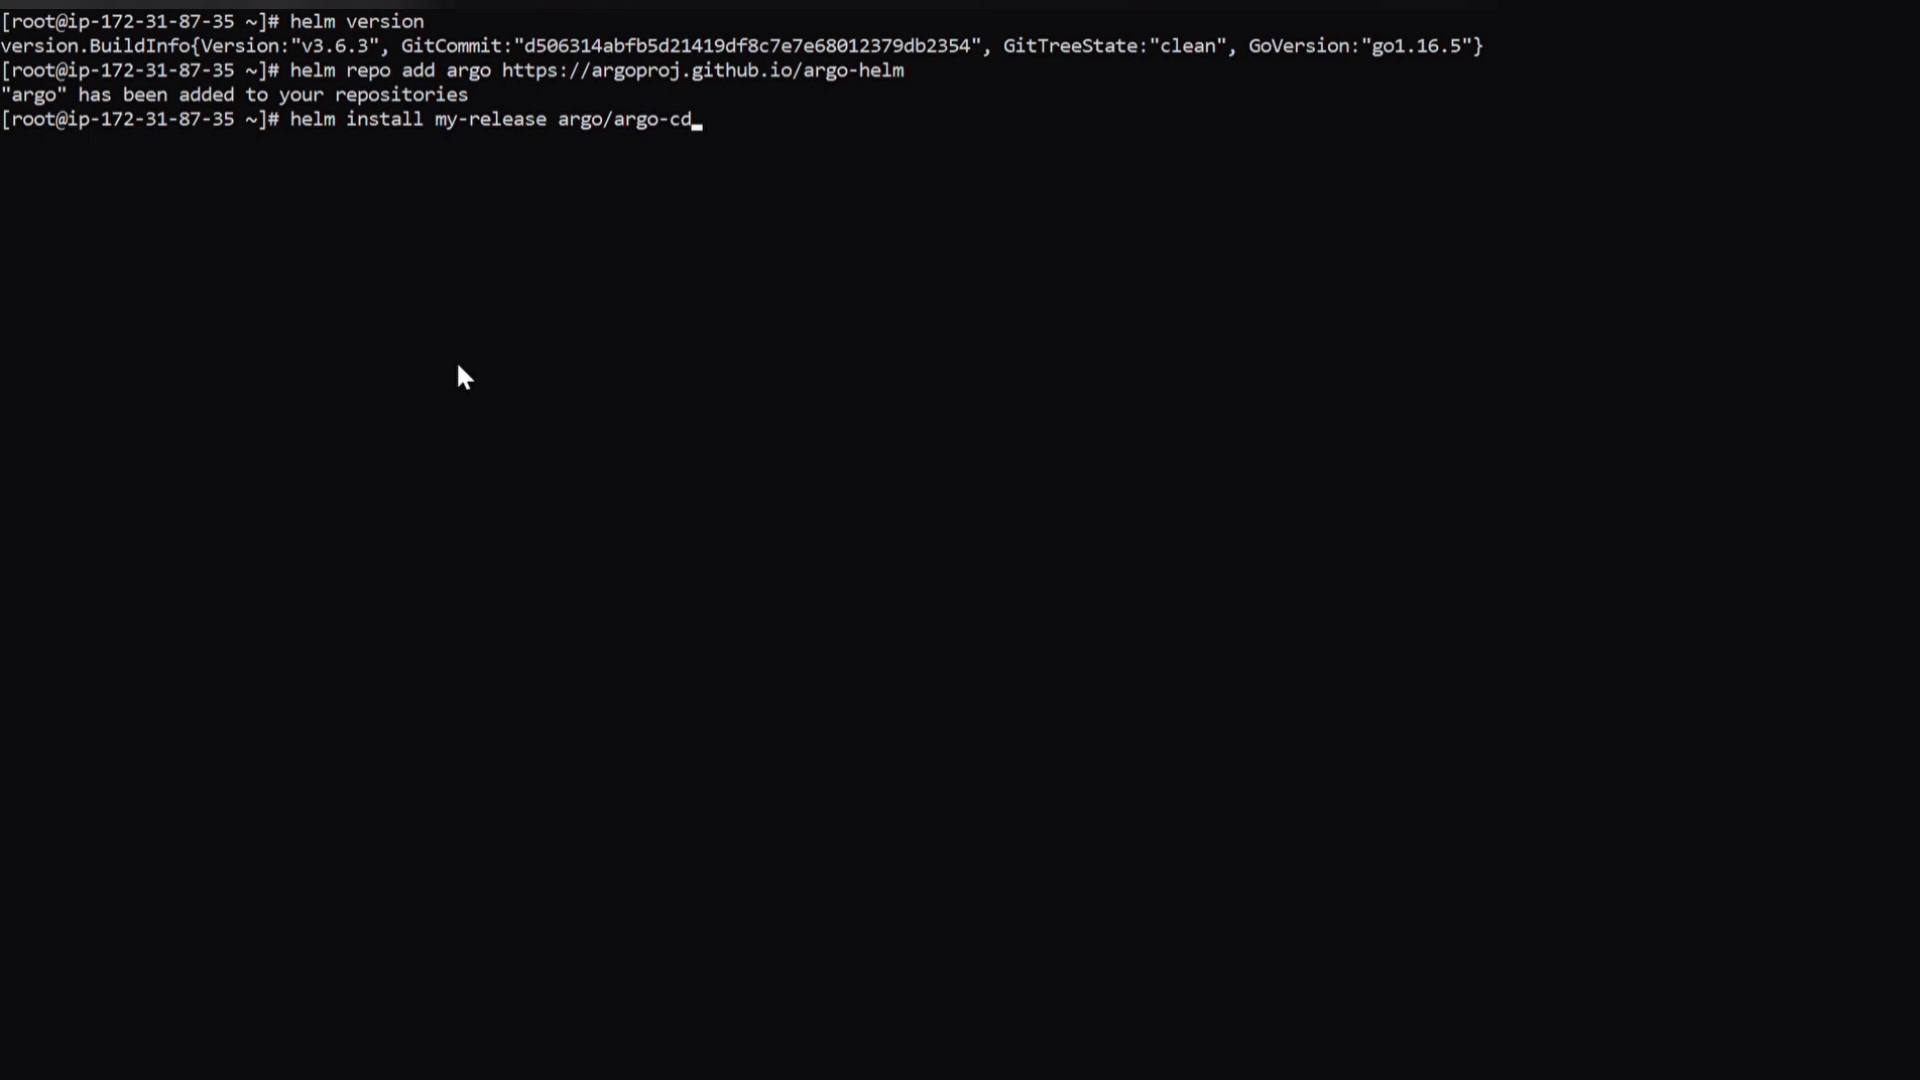 [root@ip-172-31-87-35 ~]# helm version
version.BuildInfo{Version:"v3.6.3", GitCommit:"d506314abfb5d21419df8c7e7e68012379db2354", GitTreeState:"clean", GoVersion:"go1.16.5"}
[root@ip-172-31-87-35 ~]# helm repo add argo https://argoproj.github.io/argo-helm
"argo" has been added to your repositories
[root@ip-172-31-87-35 ~]# helm install my-release argo/argo-cd